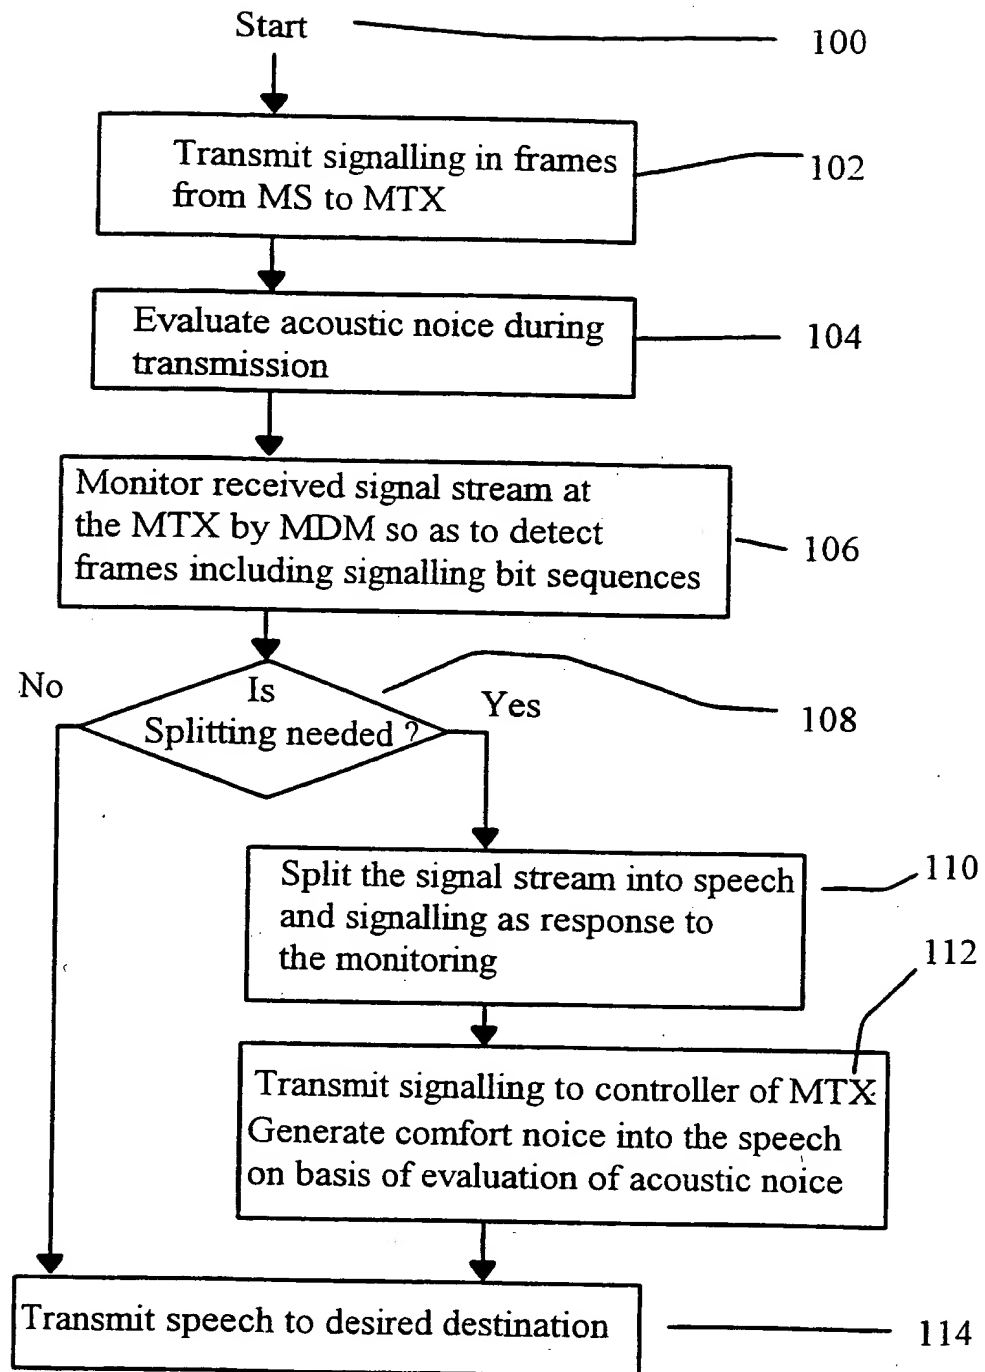 Start
100
Transmit signalling in frames
from MS to MTX
102
Evaluate acoustic noise during
transmission
104
Monitor received signal stream at
the MTX by MDM so as to detect
frames including signalling bit sequences
106
No
Is
Splitting needed ?
Yes
108
Split the signal stream into speech
and signalling as response to
the monitoring
110
112
Transmit signalling to controller of MTX
Generate comfort noise into the speech
on basis of evaluation of acoustic noise
Transmit speech to desired destination
114